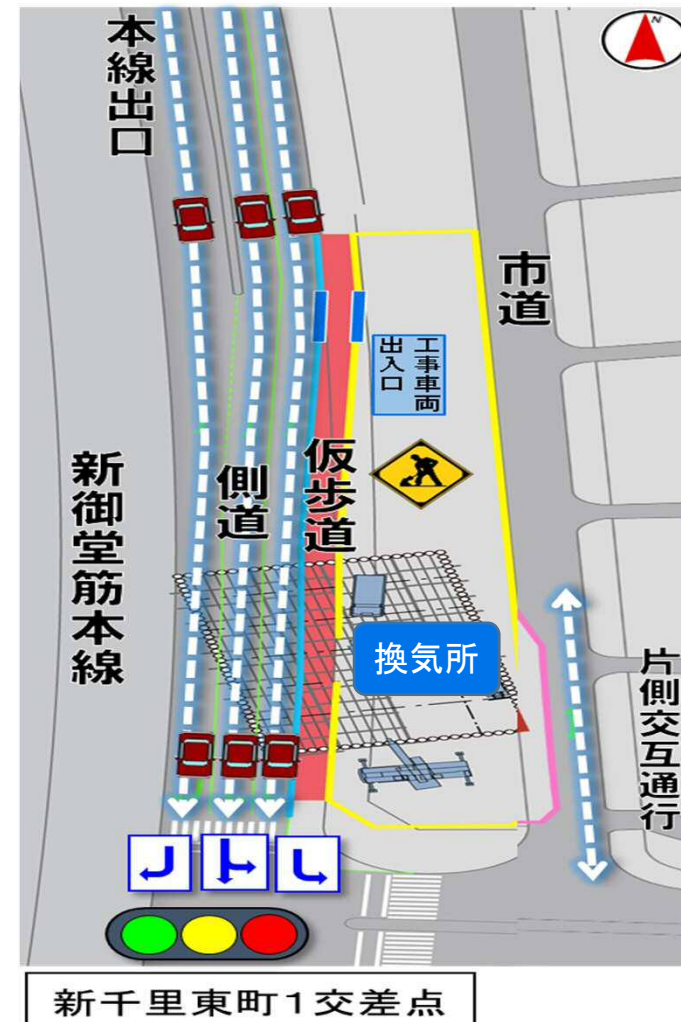 本線出口
N
市道
工事車両
出入口
仮歩道
側道
新御堂筋本線
換気所
片側交互通行
新千里東町1交差点